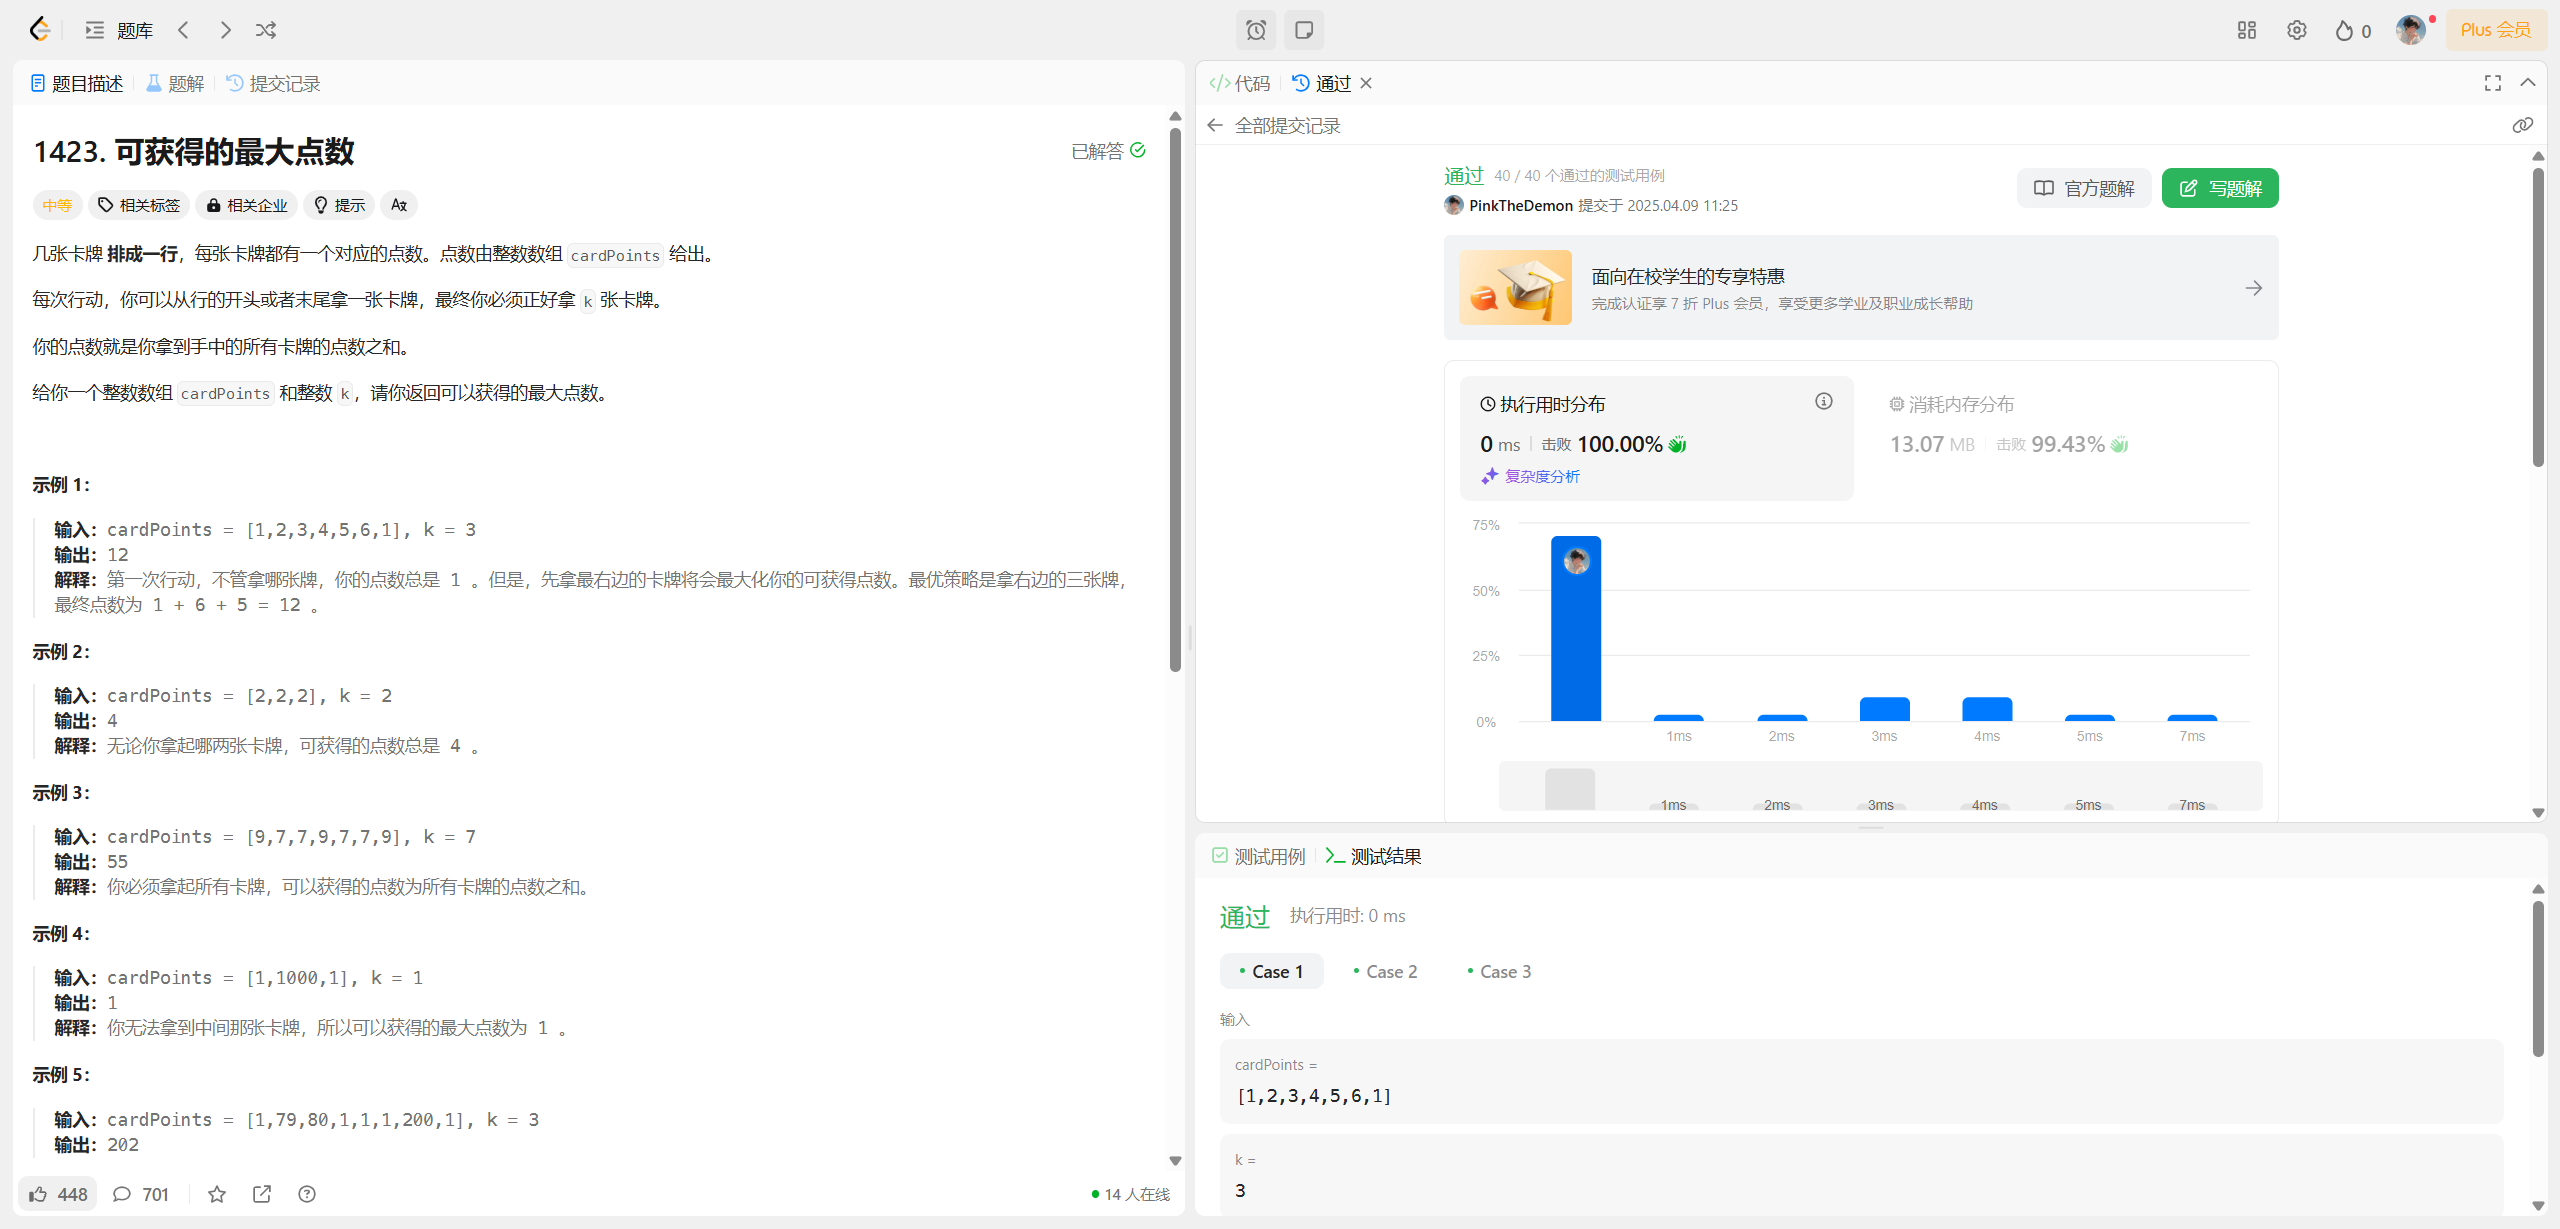 题库
0
Plus 会员
题目描述
题解
提交记录
1423. 可获得的最大点数
已解答
中等
相关标签
相关企业
提示
几张卡牌 排成一行，每张卡牌都有一个对应的点数。点数由整数数组 cardPoints 给出。
每次行动，你可以从行的开头或者末尾拿一张卡牌，最终你必须正好拿 k 张卡牌。
你的点数就是你拿到手中的所有卡牌的点数之和。
给你一个整数数组 cardPoints 和整数 k，请你返回可以获得的最大点数。
示例 1：
输入：cardPoints = [1,2,3,4,5,6,1], k = 3
输出：12
解释：第一次行动，不管拿哪张牌，你的点数总是 1 。但是，先拿最右边的卡牌将会最大化你的可获得点数。最优策略是拿右边的三张牌，
最终点数为 1 + 6 + 5 = 12 。
示例 2：
输入：cardPoints = [2,2,2], k = 2
输出：4
解释：无论你拿起哪两张卡牌，可获得的点数总是 4 。
示例 3：
输入：cardPoints = [9,7,7,9,7,7,9], k = 7
输出：55
解释：你必须拿起所有卡牌，可以获得的点数为所有卡牌的点数之和。
示例 4：
输入：cardPoints = [1,1000,1], k = 1
输出：1
解释：你无法拿到中间那张卡牌，所以可以获得的最大点数为 1 。
示例 5：
输入：cardPoints = [1,79,80,1,1,1,200,1], k = 3
输出：202
448
701
14 人在线
代码
通过
全部提交记录
通过 40 / 40 个通过的测试用例
PinkTheDemon 提交于 2025.04.09 11:25
官方题解
写题解
面向在校学生的专享特惠
完成认证享 7 折 Plus 会员，享受更多学业及职业成长帮助
执行用时分布
0 ms 击败 100.00%
复杂度分析
消耗内存分布
13.07 MB 击败 99.43%
75%
50%
25%
0%
1ms 2ms 3ms 4ms 5ms 7ms
1ms 2ms 3ms 4ms 5ms 7ms
测试用例
测试结果
通过 执行用时: 0 ms
Case 1 Case 2 Case 3
输入
cardPoints =
[1,2,3,4,5,6,1]
k =
3